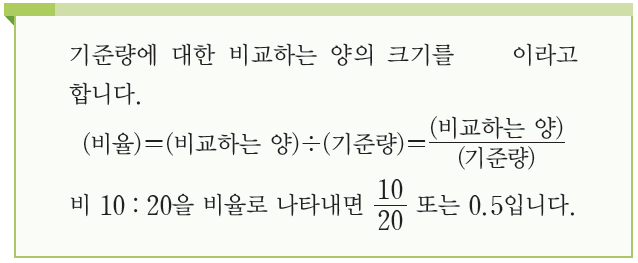 기준량에 대한 비교하는 양의 크기를 이라고
합니다.
(비율)=(비교하는 양)÷(기준량)=(비교하는 양)/(기준량)
비 10 : 20을 비율로 나타내면 10/20 또는 0.5입니다.